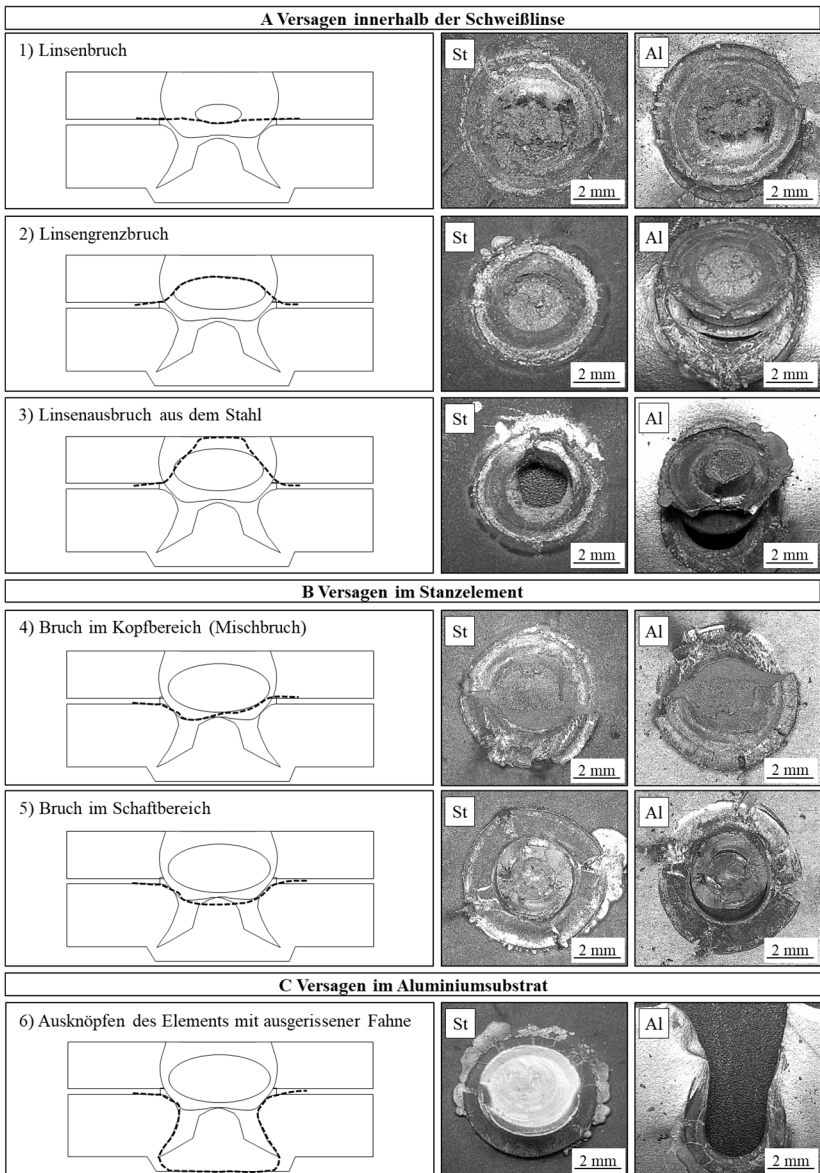 A Versagen innerhalb der Schweißlinse
1) Linsenbruch
St
Al
2 mm
2 mm
2) Linsengrenzbruch
St
Al
2 mm
2 mm
3) Linsenausbruch aus dem Stahl
St
Al
2 mm
2 mm
B Versagen im Stanzelement
4) Bruch im Kopfbereich (Mischbruch)
St
Al
2 mm
2 mm
5) Bruch im Schaftbereich
St
Al
2 mm
2 mm
C Versagen im Aluminiumsubstrat
6) Ausknöpfen des Elements mit ausgerissener Fahne
St
Al
2 mm
2 mm